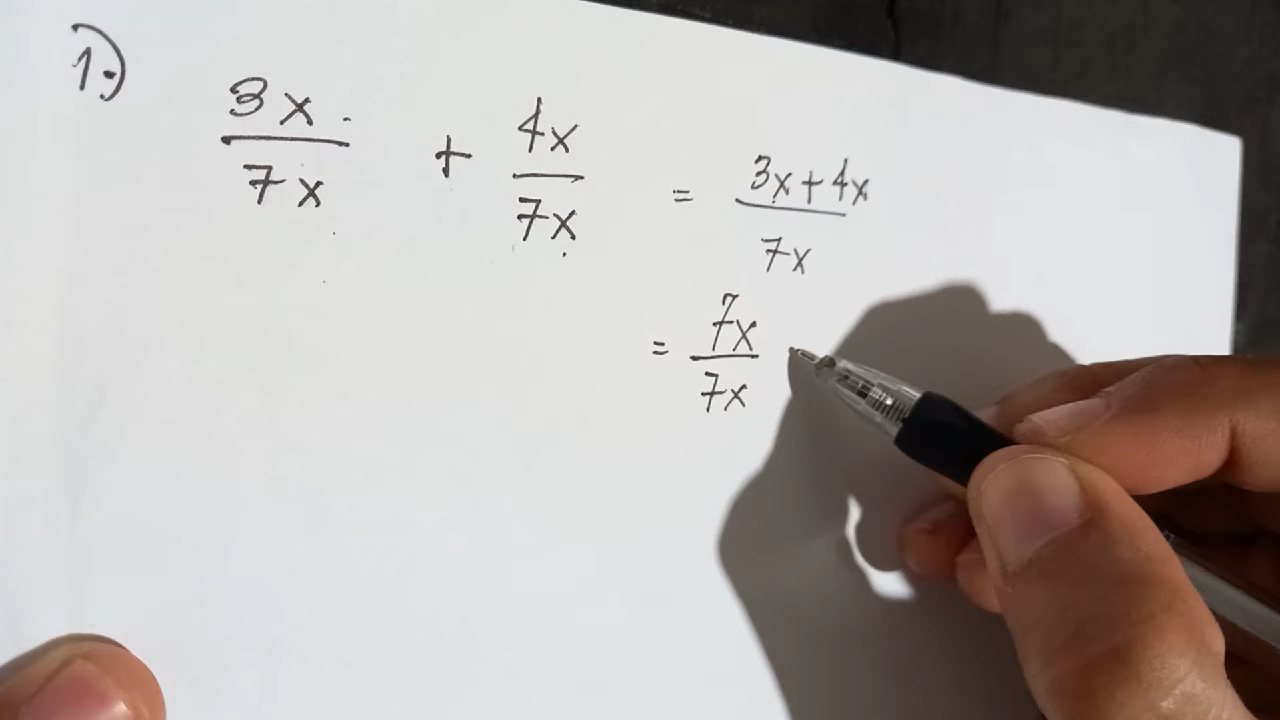 1.)
3x/7x + 4x/7x = 3x+4x/7x
= 7x/7x